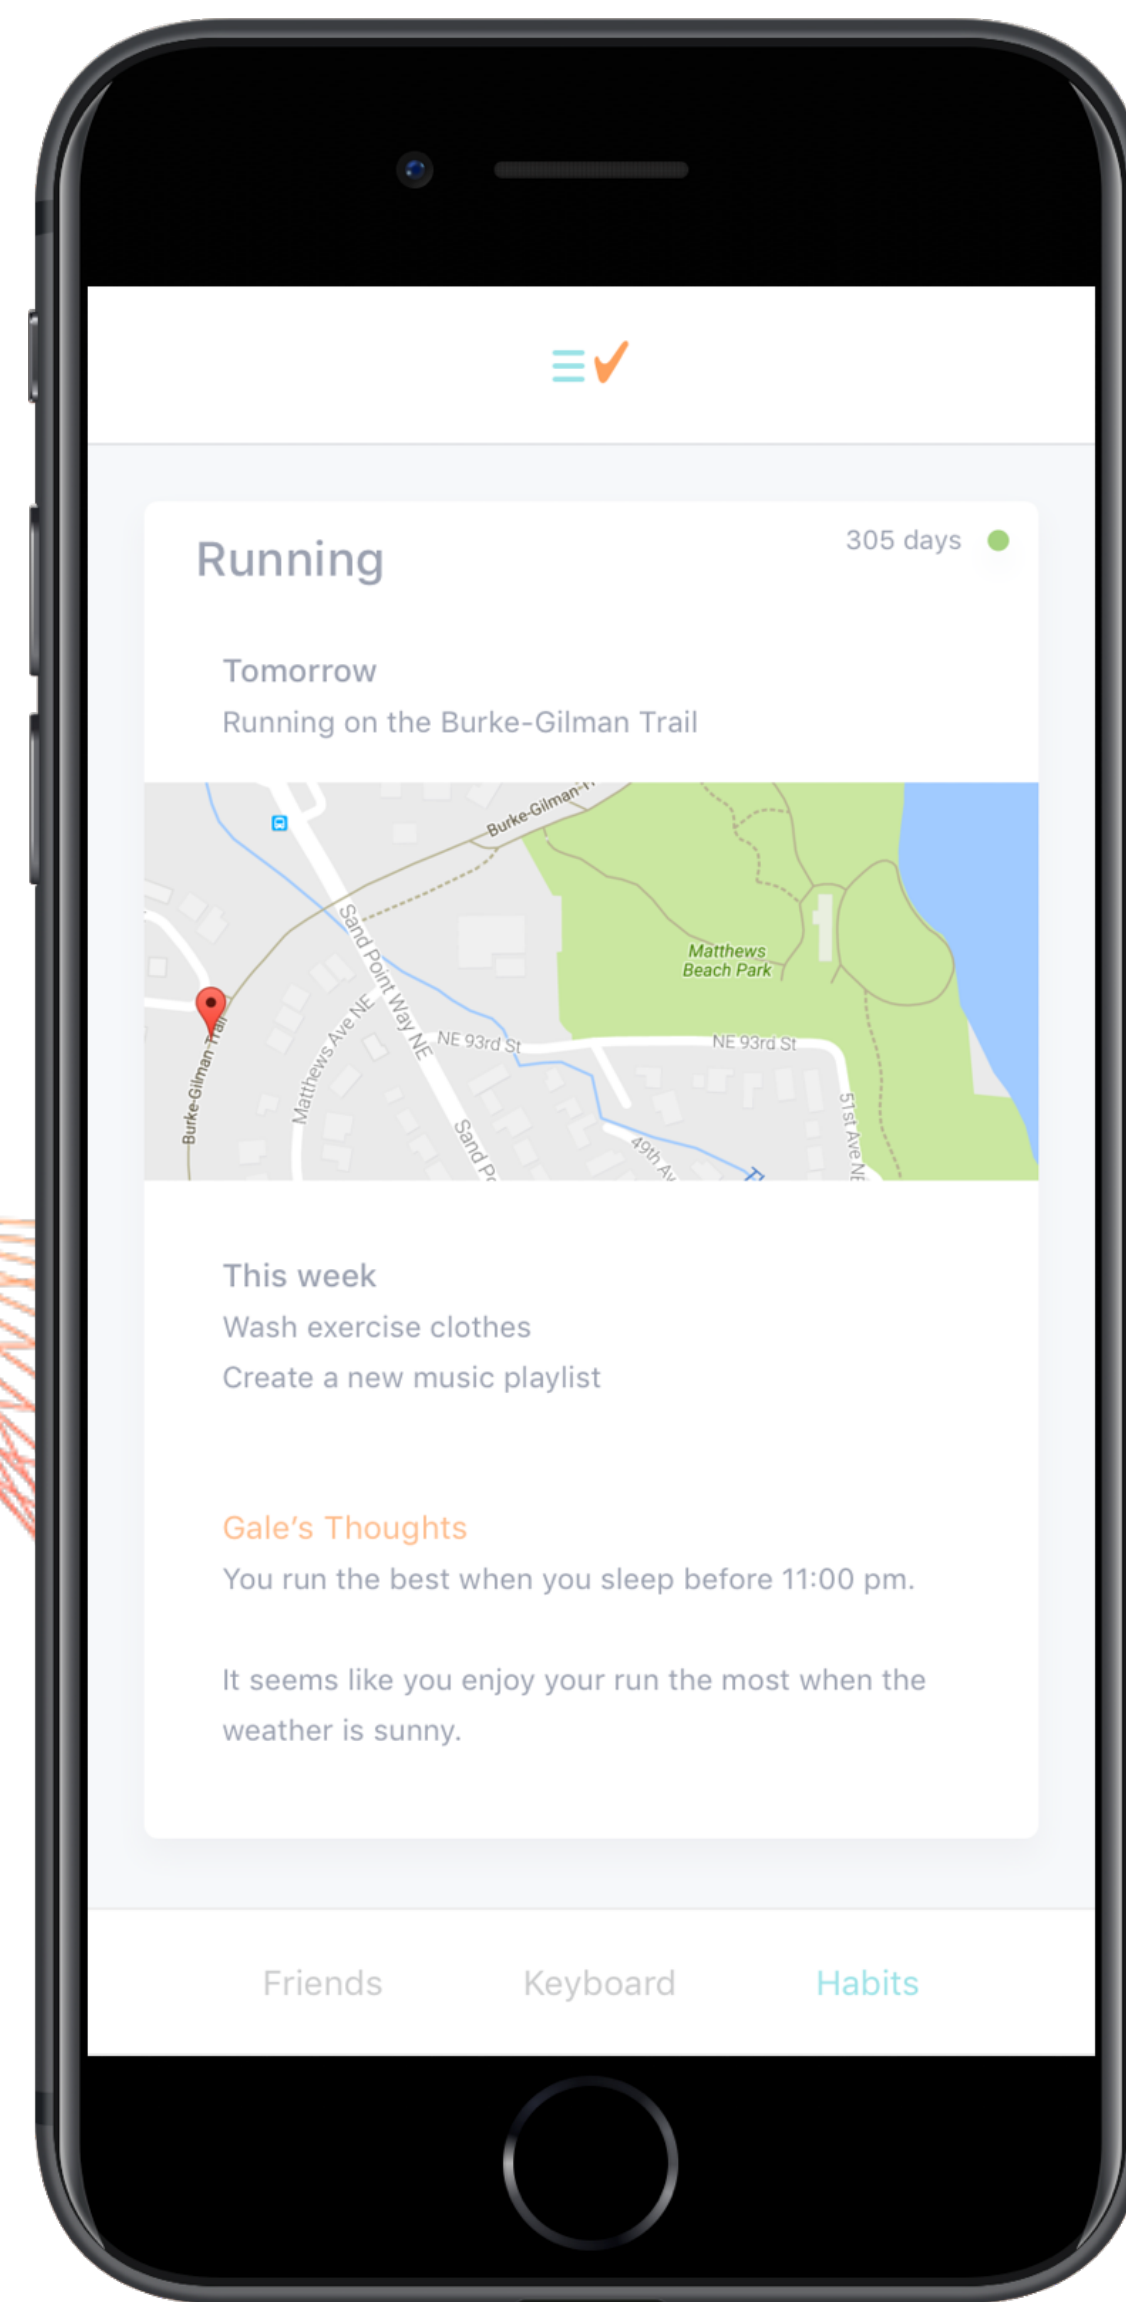 Running
305 days
Tomorrow
Running on the Burke-Gilman Trail
Burke-Gilman
Sand Point Way NE
Matthews
Beach Park
Matthews Ave NE
NE 93rd St
NE 93rd St
Burke-Gilman Trail
51st Ave NE
Sand
49th
This week
Wash exercise clothes
Create a new music playlist
Gale's Thoughts
You run the best when you sleep before 11:00 pm.
It seems like you enjoy your run the most when the
weather is sunny.
Friends
Keyboard
Habits